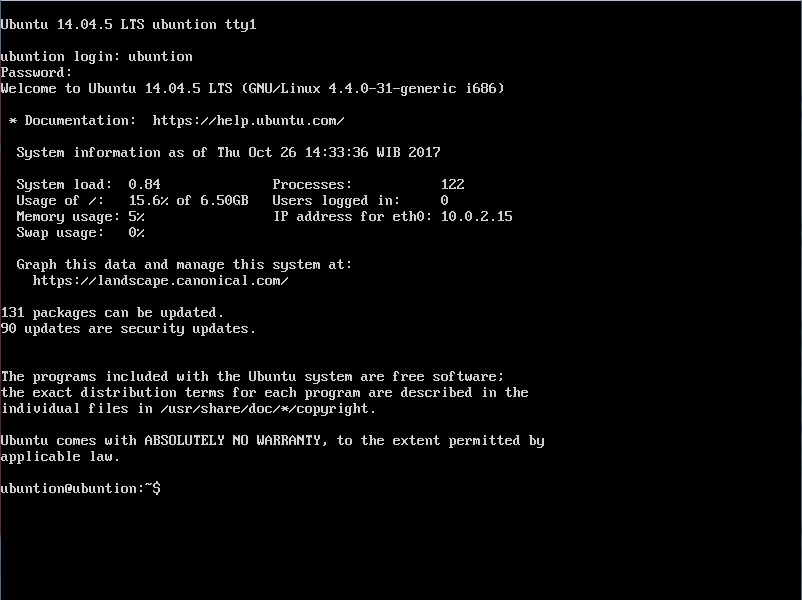 Ubuntu 14.04.5 LTS ubuntion tty1
ubuntion login: ubuntion
Password:
Welcome to Ubuntu 14.04.5 LTS (GNU/Linux 4.4.0-31-generic i686)
* Documentation:  https://help.ubuntu.com/
System information as of Thu Oct 26 14:33:36 WIB 2017
System load:  0.84              Processes:           122
Usage of /:   15.6% of 6.50GB   Users logged in:     0
Memory usage: 5%                IP address for eth0: 10.0.2.15
Swap usage:   0%
Graph this data and manage this system at:
https://landscape.canonical.com/
131 packages can be updated.
90 updates are security updates.
The programs included with the Ubuntu system are free software;
the exact distribution terms for each program are described in the
individual files in /usr/share/doc/*/copyright.
Ubuntu comes with ABSOLUTELY NO WARRANTY, to the extent permitted by
applicable law.
ubuntion@ubuntion:~$